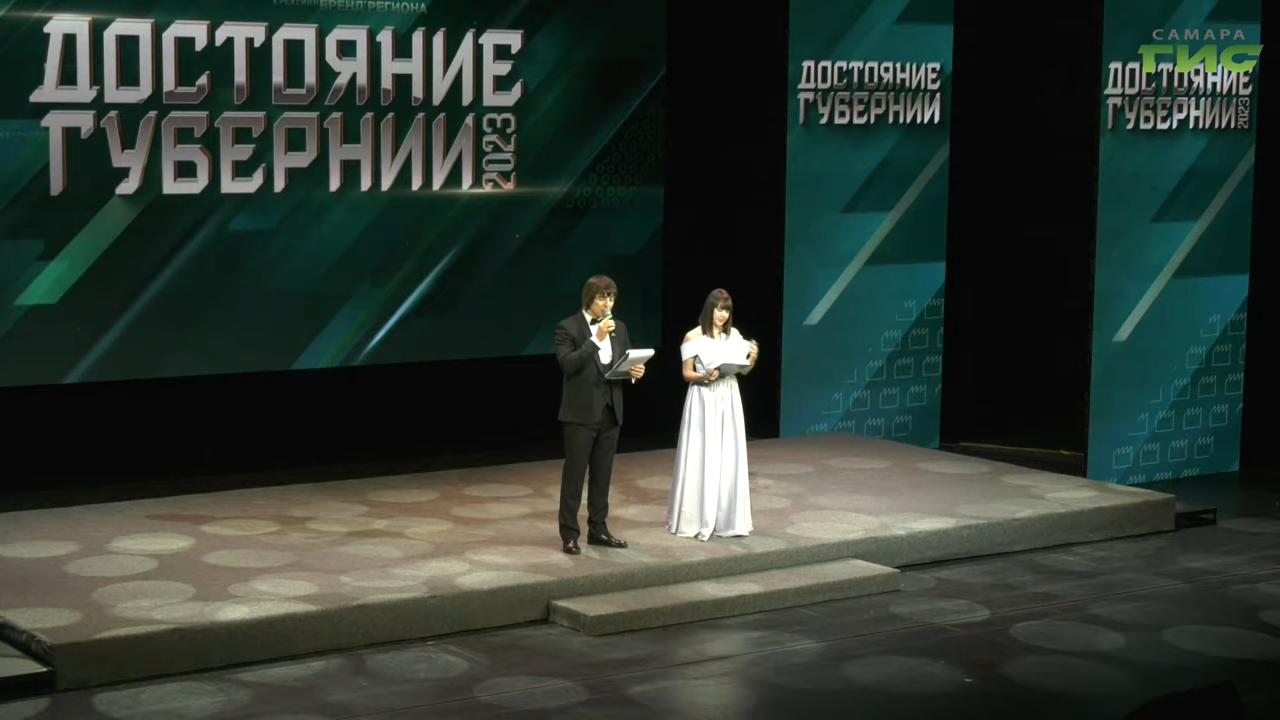 БРЕНД РЕГИОНА
ДОСТОЯНИЕ
ГУБЕРНИИ
2023
ДОСТОЯНИЕ
ГУБЕРНИИ
САМАРА
ГИС
ДОСТОЯНИЕ
ГУБЕРНИИ
2023